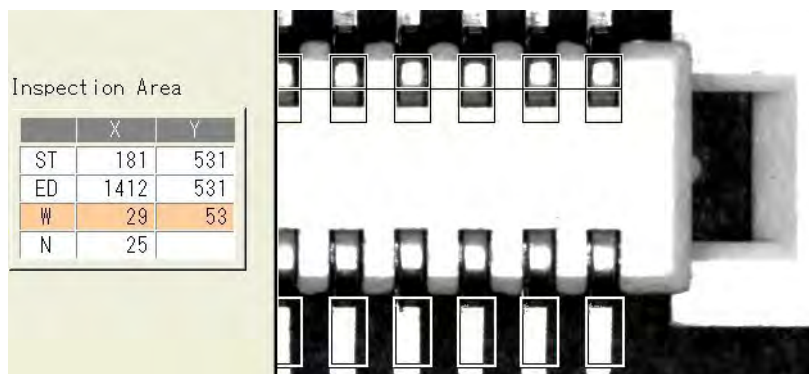 Inspection Area
X Y
ST 181 531
ED 1412 531
W 29 53
N 25